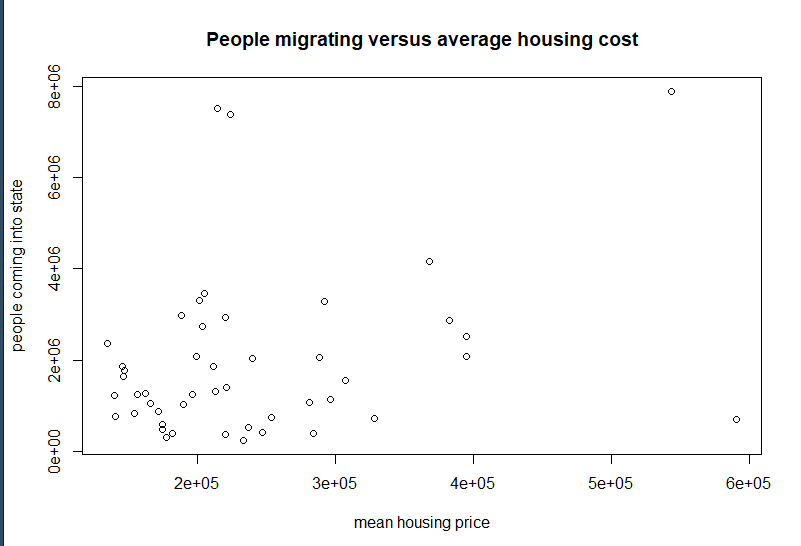 People migrating versus average housing cost
8e+06
6e+06
4e+06
2e+06
0e+00
people coming into state
2e+05 3e+05 4e+05 5e+05 6e+05
mean housing price